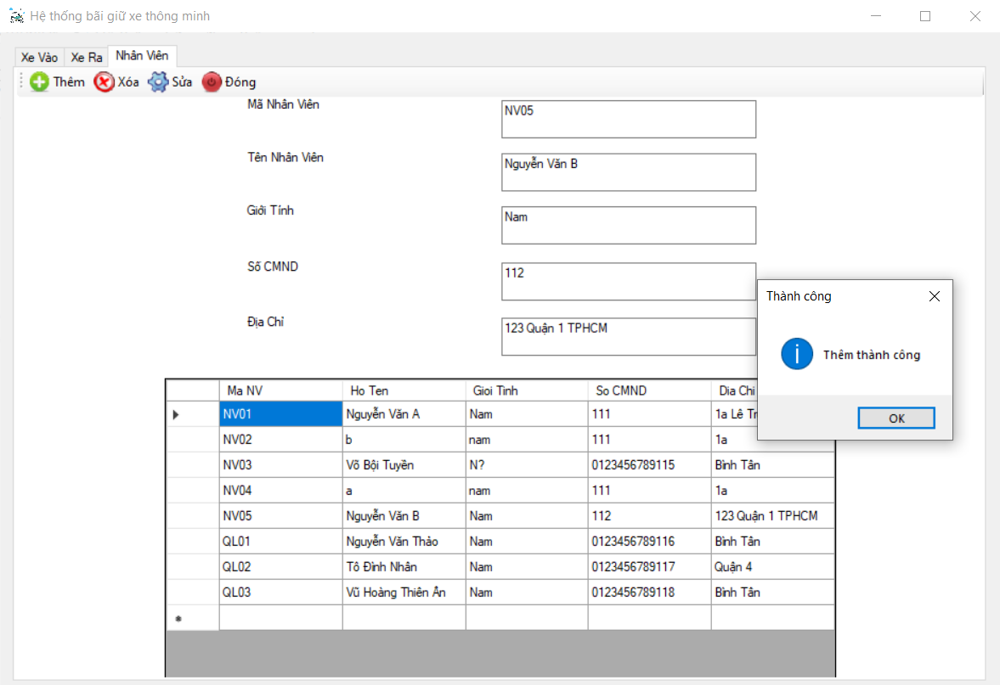 Hệ thống bãi giữ xe thông minh
Xe Vào Xe Ra Nhân Viên
Thêm Xóa Sửa Đóng
Mã Nhân Viên NV05
Tên Nhân Viên Nguyễn Văn B
Giới Tính Nam
Số CMND 112
Địa Chỉ 123 Quận 1 TPHCM
Thành công
Thêm thành công
OK
Ma NV Ho Ten Gioi Tinh So CMND Dia Chi
NV01 Nguyễn Văn A Nam 111 1a Lê
NV02 b nam 111 1a
NV03 Võ Bội Tuyền N? 0123456789115 Bình Tân
NV04 a nam 111 1a
NV05 Nguyễn Văn B Nam 112 123 Quận 1 TPHCM
QL01 Nguyễn Văn Thảo Nam 0123456789116 Bình Tân
QL02 Tô Đình Nhân Nam 0123456789117 Quận 4
QL03 Vũ Hoàng Thiên Ân Nam 0123456789118 Bình Tân